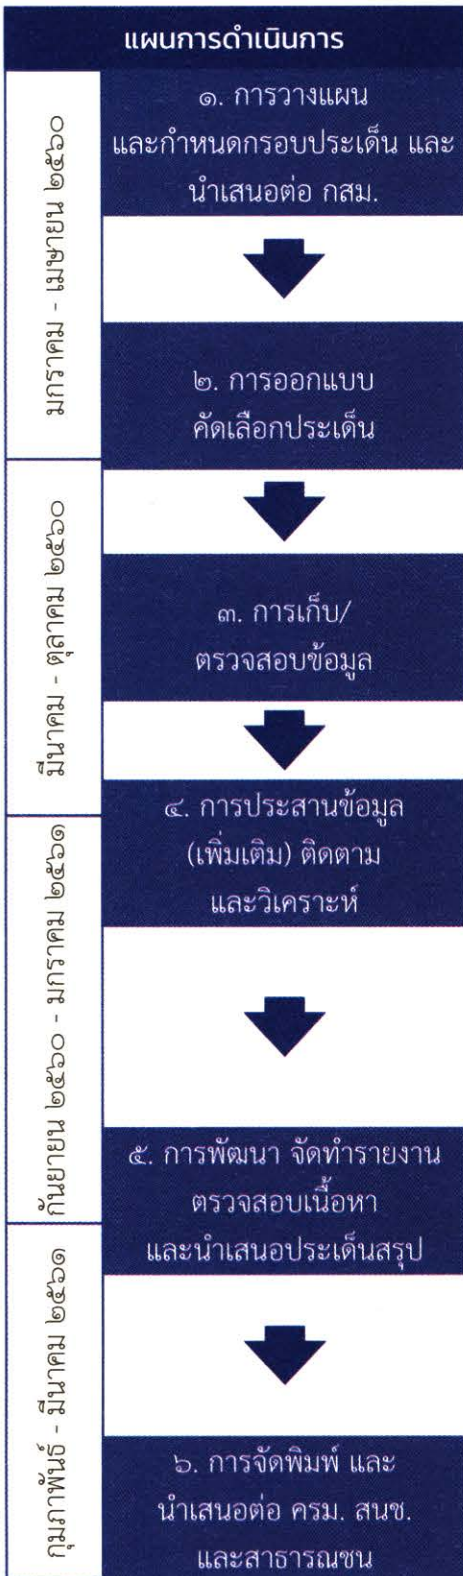 แผนการดำเนินการ
มกราคม - เมษายน ๒๕๖๐
๑. การวางแผน
และกำหนดกรอบประเด็น และ
นำเสนอต่อ กสม.
๒. การออกแบบ
คัดเลือกประเด็น
มีนาคม - ตุลาคม ๒๕๖๐
๓. การเก็บ/
ตรวจสอบข้อมูล
๔. การประสานข้อมูล
(เพิ่มเติม) ติดตาม
และวิเคราะห์
กันยายน ๒๕๖๐ - มกราคม ๒๕๖๑
๕. การพัฒนา จัดทำรายงาน
ตรวจสอบเนื้อหา
และนำเสนอประเด็นสรุป
กุมภาพันธ์ - มีนาคม ๒๕๖๑
๖. การจัดพิมพ์ และ
นำเสนอต่อ ครม. สนช.
และสาธารณชน